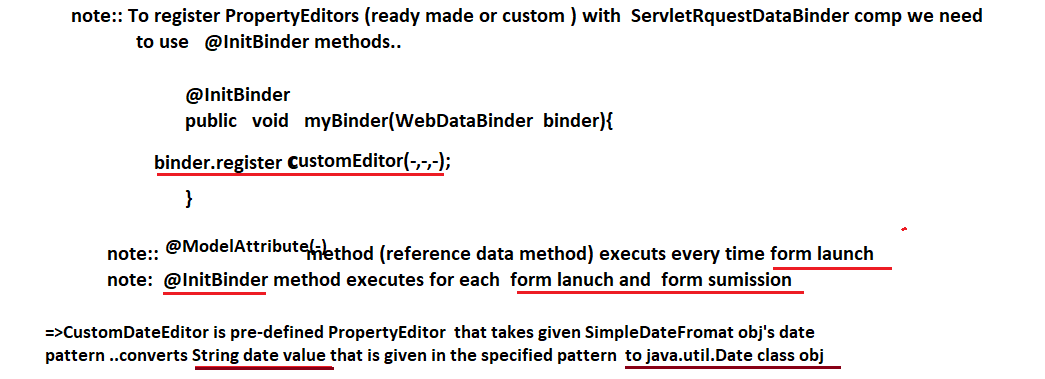 note:: To register PropertyEditors (ready made or custom ) with ServletRquestDataBinder comp we need
to use @InitBinder methods..
@InitBinder
public void myBinder(WebDataBinder binder){
binder.register customEditor(-,-,-);
}
note:: @ModelAttribute(-) method (reference data method) executs every time form launch
note: @InitBinder method executes for each form lanuch and form sumission
=>CustomDateEditor is pre-defined PropertyEditor that takes given SimpleDateFromat obj's date
pattern ..converts String date value that is given in the specified pattern to java.util.Date class obj